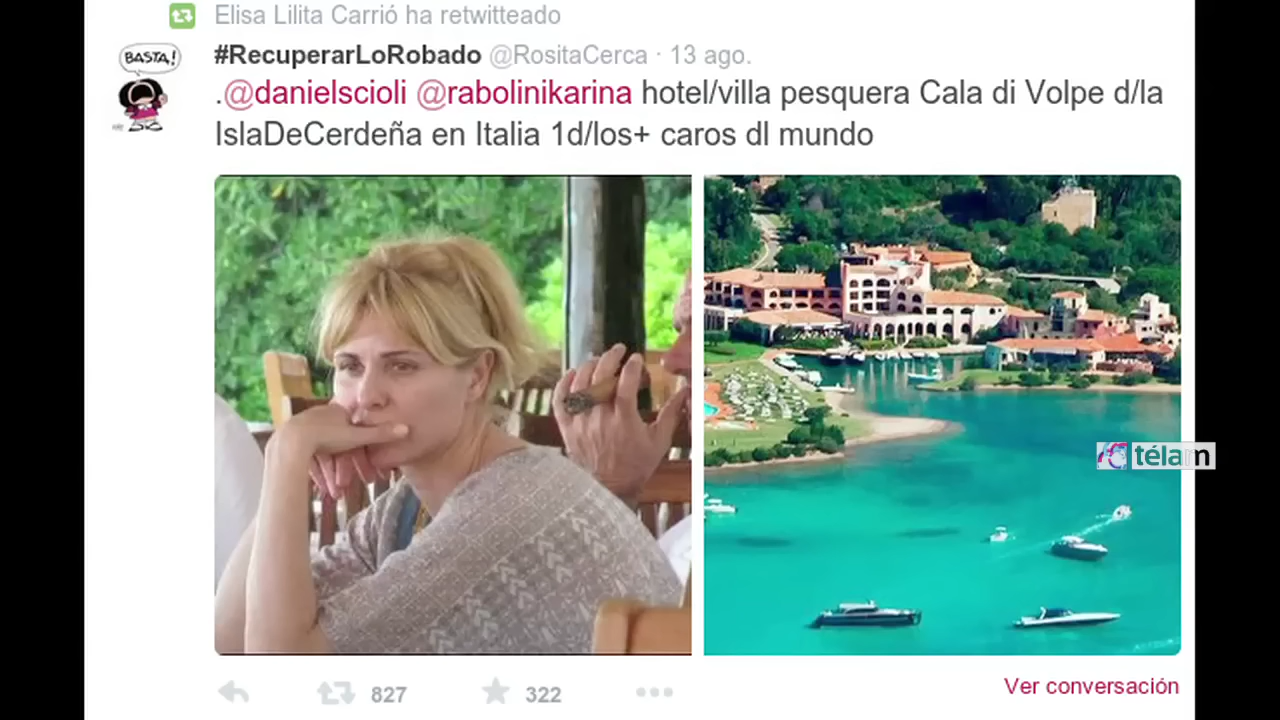 Elisa Lilita Carrió ha retwitteado
BASTA!
#RecuperarLoRobado @RositaCerca · 13 ago.
.@danielscioli @rabolinikarina hotel/villa pesquera Cala di Volpe d/la
IslaDeCerdeña en Italia 1d/los+ caros dl mundo
télam
827
322
Ver conversación